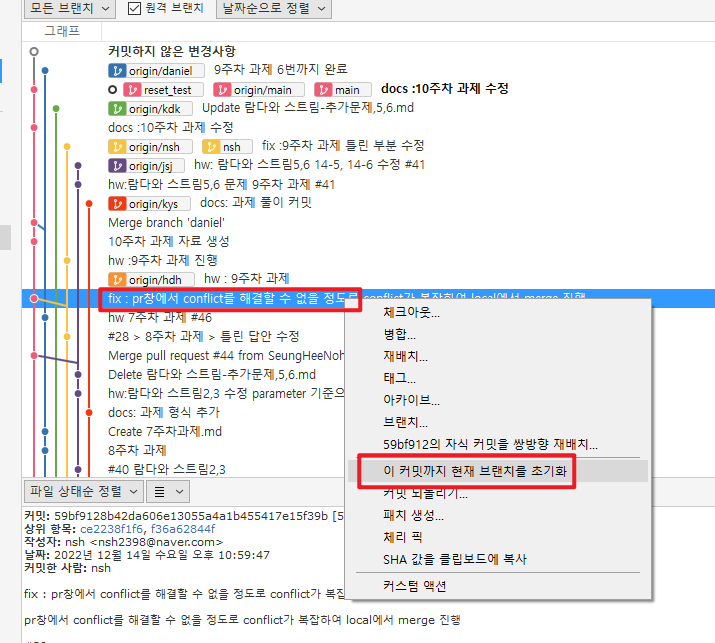 모든 브랜치 원격 브랜치 날짜순으로 정렬
그래프
커밋하지 않은 변경사항
origin/daniel 9주차 과제 6번까지 완료
reset_test origin/main main docs :10주차 과제 수정
origin/kdk Update 람다와 스트림-추가문제,5,6.md
docs :10주차 과제 수정
origin/nsh nsh fix :9주차 과제 틀린 부분 수정
origin/jsj hw: 람다와 스트림5,6 14-5, 14-6 수정 #41
hw:람다와 스트림5,6 문제 9주차 과제 #41
origin/kys docs: 과제 풀이 커밋
Merge branch 'daniel'
10주차 과제 자료 생성
hw :9주차 과제 진행
origin/hdh hw : 9주차 과제
fix : pr창에서 conflict를 해결할 수 없을 정도로 conflict가 복잡하여 local에서 merge 진행
hw 7주차 과제 #46
#28 > 8주차 과제 > 틀린 답안 수정
Merge pull request #44 from SeungHeeNoh
Delete 람다와 스트림-추가문제,5,6.md
hw:람다와 스트림2,3 수정 parameter 기준으
docs: 과제 형식 추가
Create 7주차과제.md
8주차 과제
#40 람다와 스트림2,3
체크아웃...
병합...
재배치...
태그...
아카이브...
브랜치...
59bf912의 자식 커밋을 쌍방향 재배치...
이 커밋까지 현재 브랜치를 초기화
커밋 되돌리기...
패치 생성...
체리 픽
SHA 값을 클립보드에 복사
커스텀 액션
파일 상태순 정렬
커밋: 59bf9128b42da606e13055a4a1b455417e15f39b [5
상위 항목: ce2238f1f6, f36a62844f
작성자: nsh <nsh2398@naver.com>
날짜: 2022년 12월 14일 수요일 오후 10:59:47
커밋한 사람: nsh
fix : pr창에서 conflict를 해결할 수 없을 정도로 conflict가 복잡
pr창에서 conflict를 해결할 수 없을 정도로 conflict가 복잡하여 local에서 merge 진행